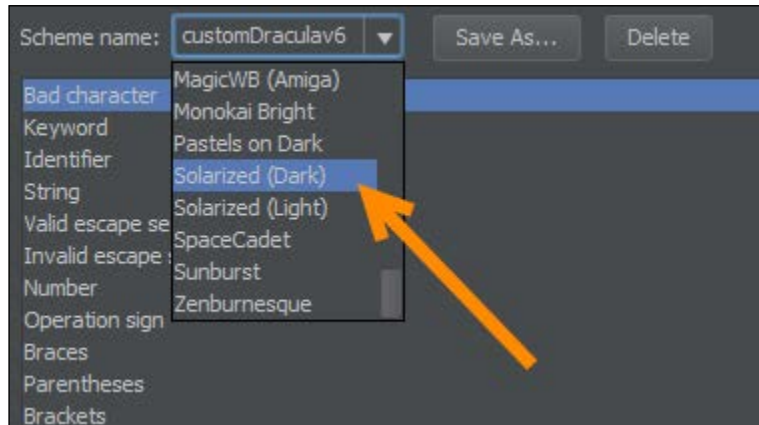 Scheme name: customDraculav6 Save As... Delete
MagicWB (Amiga)
Monokai Bright
Pastels on Dark
Solarized (Dark)
Solarized (Light)
SpaceCadet
Sunburst
Zenburnesque
Bad character
Keyword
Identifier
String
Valid escape se
Invalid escape
Number
Operation sign
Braces
Parentheses
Brackets